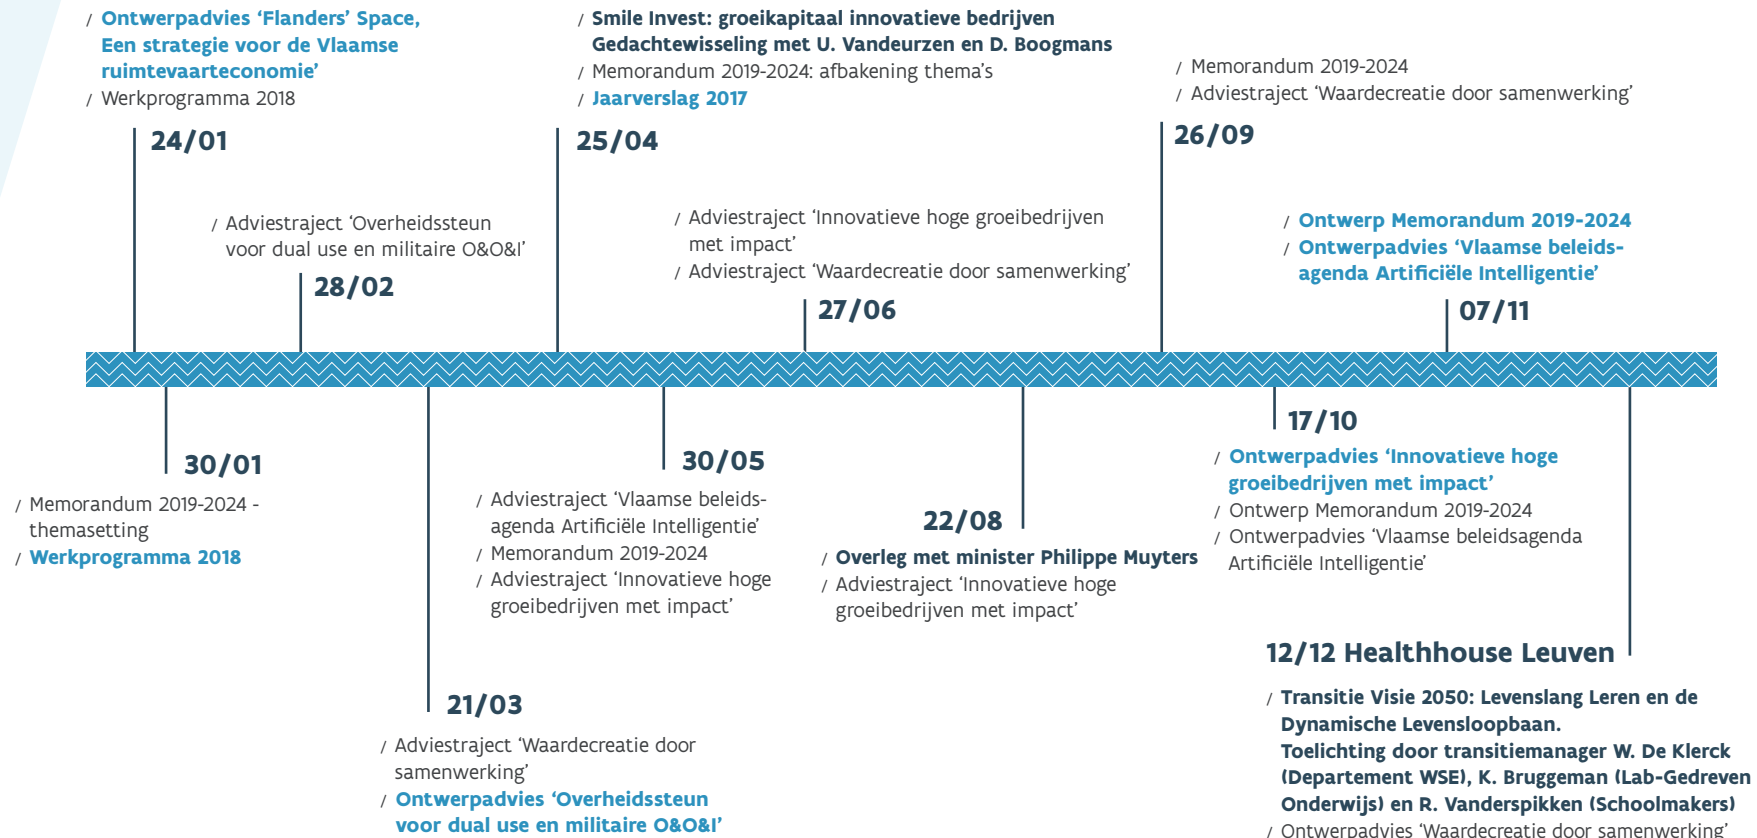 / Ontwerpadvies ‘Flanders’ Space,
Een strategie voor de Vlaamse
ruimtevaarteconomie’
/ Werkprogramma 2018
24/01
/ Adviestraject ‘Overheidssteun
voor dual use en militaire O&O&I’
28/02
/ Smile Invest: groeikapitaal innovatieve bedrijven
Gedachtewisseling met U. Vandeurzen en D. Boogmans
/ Memorandum 2019-2024: afbakening thema’s
/ Jaarverslag 2017
25/04
/ Adviestraject ‘Innovatieve hoge groeibedrijven
met impact’
/ Adviestraject ‘Waardecreatie door samenwerking’
27/06
/ Memorandum 2019-2024
/ Adviestraject ‘Waardecreatie door samenwerking’
26/09
/ Ontwerp Memorandum 2019-2024
/ Ontwerpadvies ‘Vlaamse beleids-
agenda Artificiële Intelligentie’
07/11
30/01
/ Memorandum 2019-2024 -
themasetting
/ Werkprogramma 2018
21/03
/ Adviestraject ‘Waardecreatie door
samenwerking’
/ Ontwerpadvies ‘Overheidssteun
voor dual use en militaire O&O&I’
30/05
/ Adviestraject ‘Vlaamse beleids-
agenda Artificiële Intelligentie’
/ Memorandum 2019-2024
/ Adviestraject ‘Innovatieve hoge
groeibedrijven met impact’
22/08
/ Overleg met minister Philippe Muyters
/ Adviestraject ‘Innovatieve hoge
groeibedrijven met impact’
17/10
/ Ontwerpadvies ‘Innovatieve hoge
groeibedrijven met impact’
/ Ontwerp Memorandum 2019-2024
/ Ontwerpadvies ‘Vlaamse beleidsagenda
Artificiële Intelligentie’
12/12 Healthhouse Leuven
/ Transitie Visie 2050: Levenslang Leren en de
Dynamische Levensloopbaan.
Toelichting door transitiemanager W. De Klerck
(Departement WSE), K. Bruggeman (Lab-Gedreven
Onderwijs) en R. Vanderspikken (Schoolmakers)
/ Ontwerpadvies ‘Waardecreatie door samenwerking’